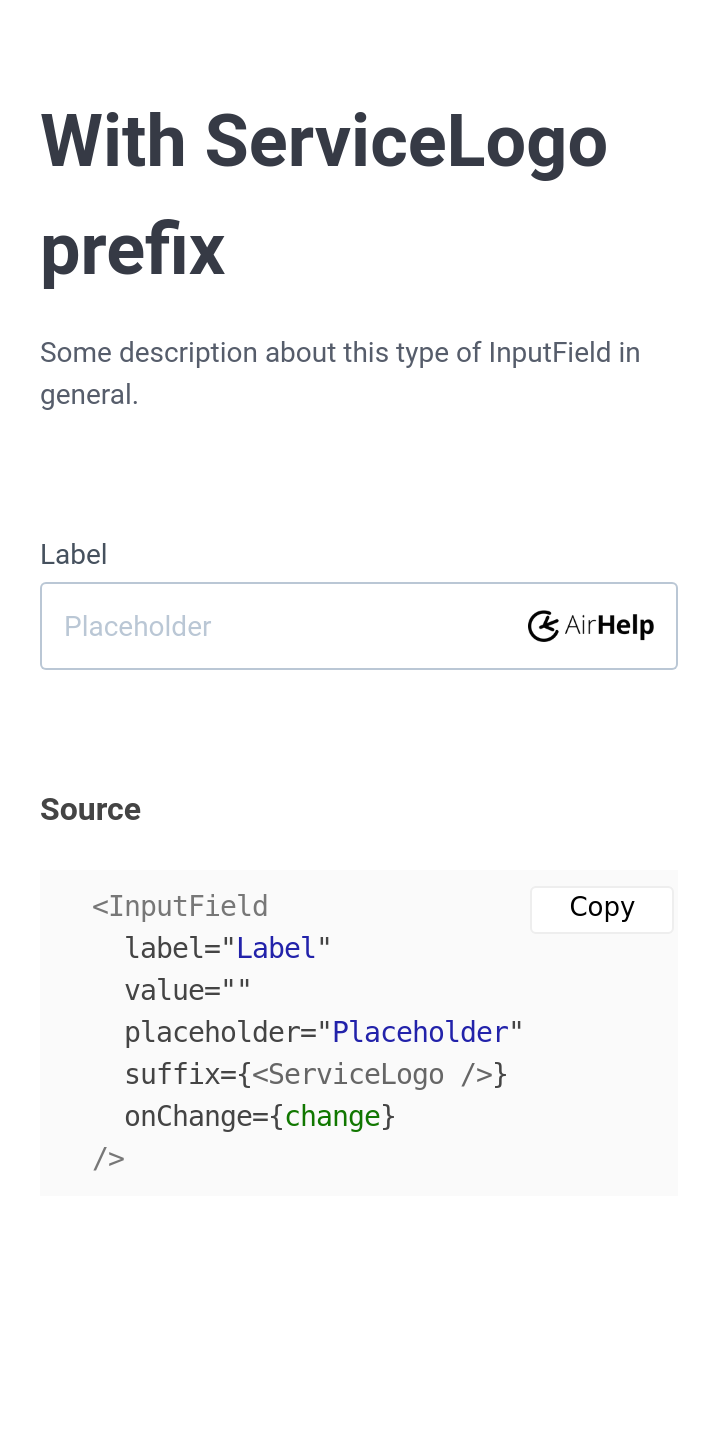 With ServiceLogo
prefix
Some description about this type of InputField in
general.
Label
Placeholder
AirHelp
Source
Copy
<InputField
label="Label"
value=""
placeholder="Placeholder"
suffix={<ServiceLogo />}
onChange={change}
/>